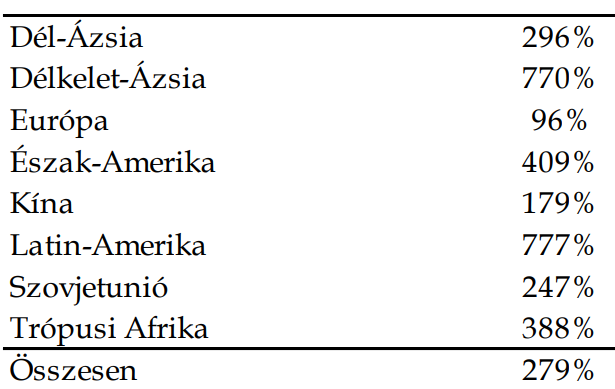 Dél-Ázsia 296%
Délkelet-Ázsia 770%
Európa 96%
Észak-Amerika 409%
Kína 179%
Latin-Amerika 777%
Szovjetunió 247%
Trópusi Afrika 388%
Összesen 279%